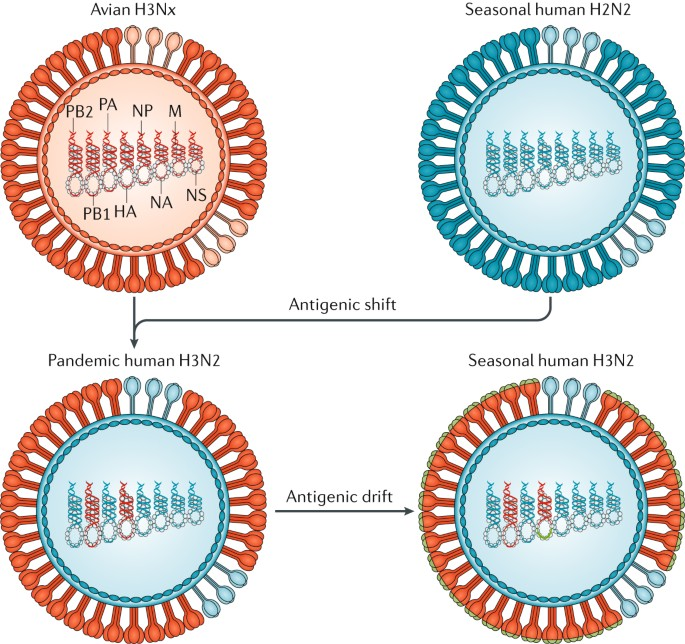 Avian H3Nx
Seasonal human H2N2
PB2 PA NP M
PB1 HA NA NS
Antigenic shift
Pandemic human H3N2
Seasonal human H3N2
Antigenic drift